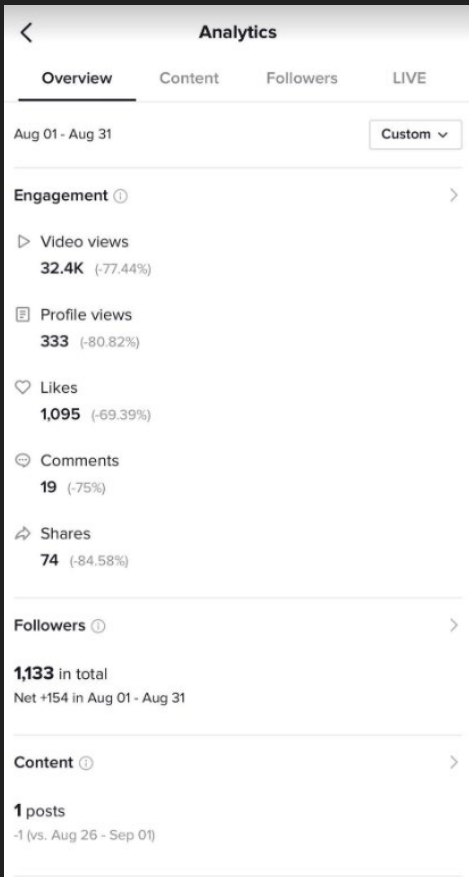 Analytics
Overview Content Followers LIVE
Aug 01 - Aug 31 Custom
Engagement
Video views
32.4K (-77.44%)
Profile views
333 (-80.82%)
Likes
1,095 (-69.39%)
Comments
19 (-75%)
Shares
74 (-84.58%)
Followers
1,133 in total
Net +154 in Aug 01 - Aug 31
Content
1 posts
-1 (vs. Aug 26 - Sep 01)